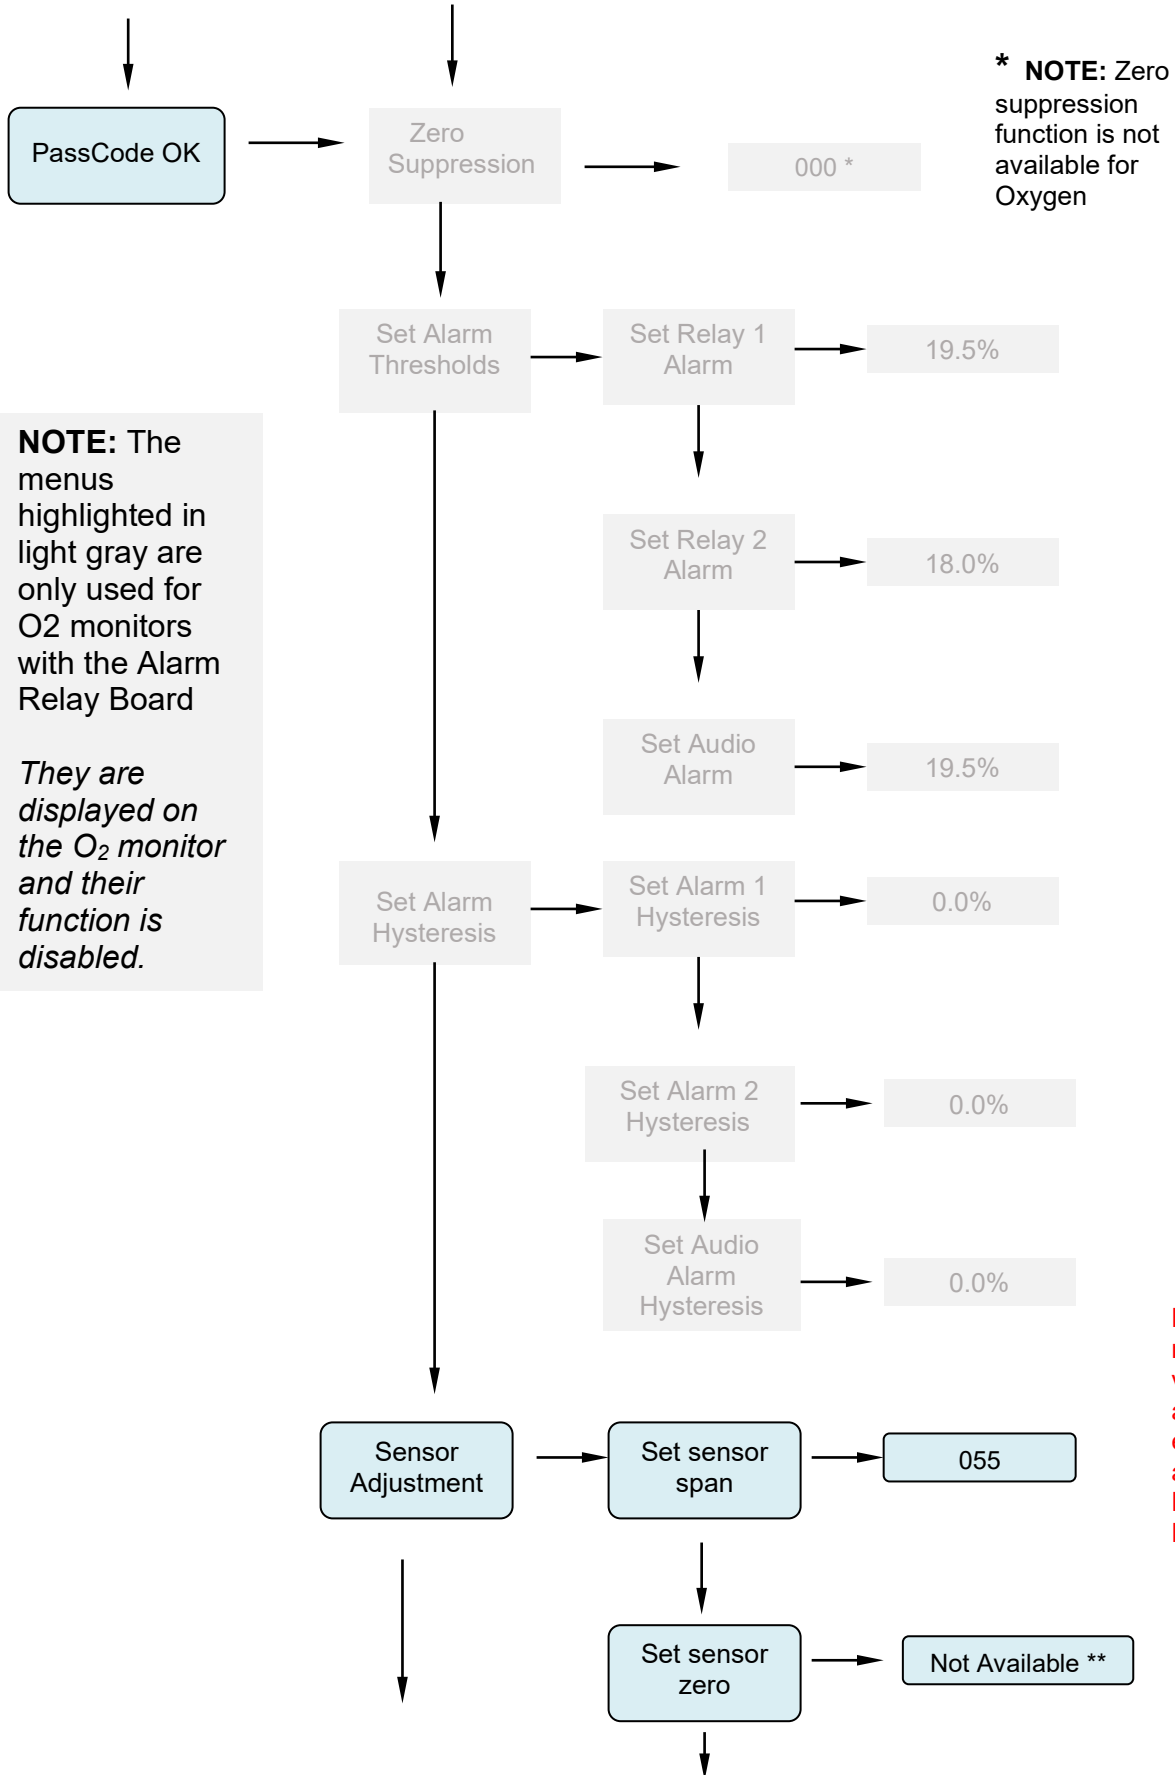 * NOTE: Zero
suppression
function is not
available for
Oxygen
PassCode OK
Zero
Suppression
000 *
Set Alarm
Thresholds
Set Relay 1
Alarm
19.5%
NOTE: The
menus
highlighted in
light gray are
only used for
O2 monitors
with the Alarm
Relay Board
They are
displayed on
the O₂ monitor
and their
function is
disabled.
Set Relay 2
Alarm
18.0%
Set Audio
Alarm
19.5%
Set Alarm
Hysteresis
Set Alarm 1
Hysteresis
0.0%
Set Alarm 2
Hysteresis
0.0%
Set Audio
Alarm
Hysteresis
0.0%
Sensor
Adjustment
Set sensor
span
055
Set sensor
zero
Not Available **